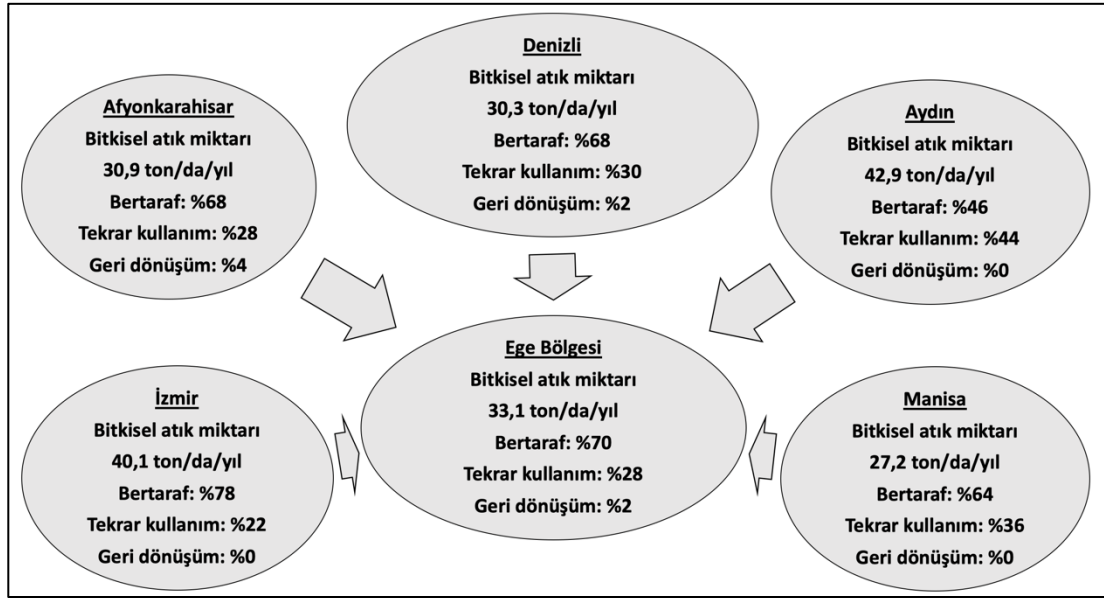 Denizli
Bitkisel atık miktarı
30,3 ton/da/yıl
Bertaraf: %68
Tekrar kullanım: %30
Geri dönüşüm: %2
Afyonkarahisar
Bitkisel atık miktarı
30,9 ton/da/yıl
Bertaraf: %68
Tekrar kullanım: %28
Geri dönüşüm: %4
Aydın
Bitkisel atık miktarı
42,9 ton/da/yıl
Bertaraf: %46
Tekrar kullanım: %44
Geri dönüşüm: %0
Ege Bölgesi
Bitkisel atık miktarı
33,1 ton/da/yıl
Bertaraf: %70
Tekrar kullanım: %28
Geri dönüşüm: %2
İzmir
Bitkisel atık miktarı
40,1 ton/da/yıl
Bertaraf: %78
Tekrar kullanım: %22
Geri dönüşüm: %0
Manisa
Bitkisel atık miktarı
27,2 ton/da/yıl
Bertaraf: %64
Tekrar kullanım: %36
Geri dönüşüm: %0